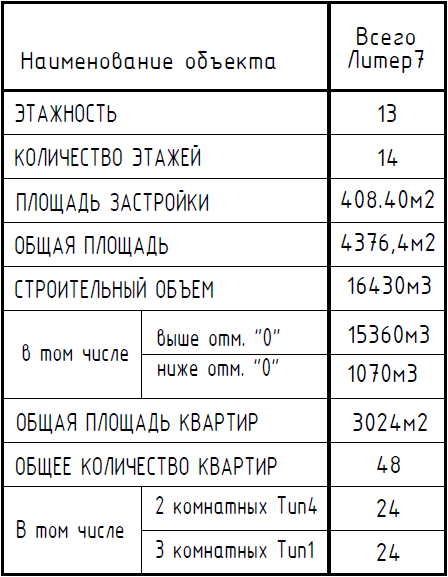 Наименование объекта
Всего
Литер7
ЭТАЖНОСТЬ 13
КОЛИЧЕСТВО ЭТАЖЕЙ 14
ПЛОЩАДЬ ЗАСТРОЙКИ 408.40м2
ОБЩАЯ ПЛОЩАДЬ 4376,4м2
СТРОИТЕЛЬНЫЙ ОБЪЕМ 16430м3
в том числе
выше отм. "0" 15360м3
ниже отм. "0" 1070м3
ОБЩАЯ ПЛОЩАДЬ КВАРТИР 3024м2
ОБЩЕЕ КОЛИЧЕСТВО КВАРТИР 48
В том числе
2 комнатных Тип4 24
3 комнатных Тип1 24